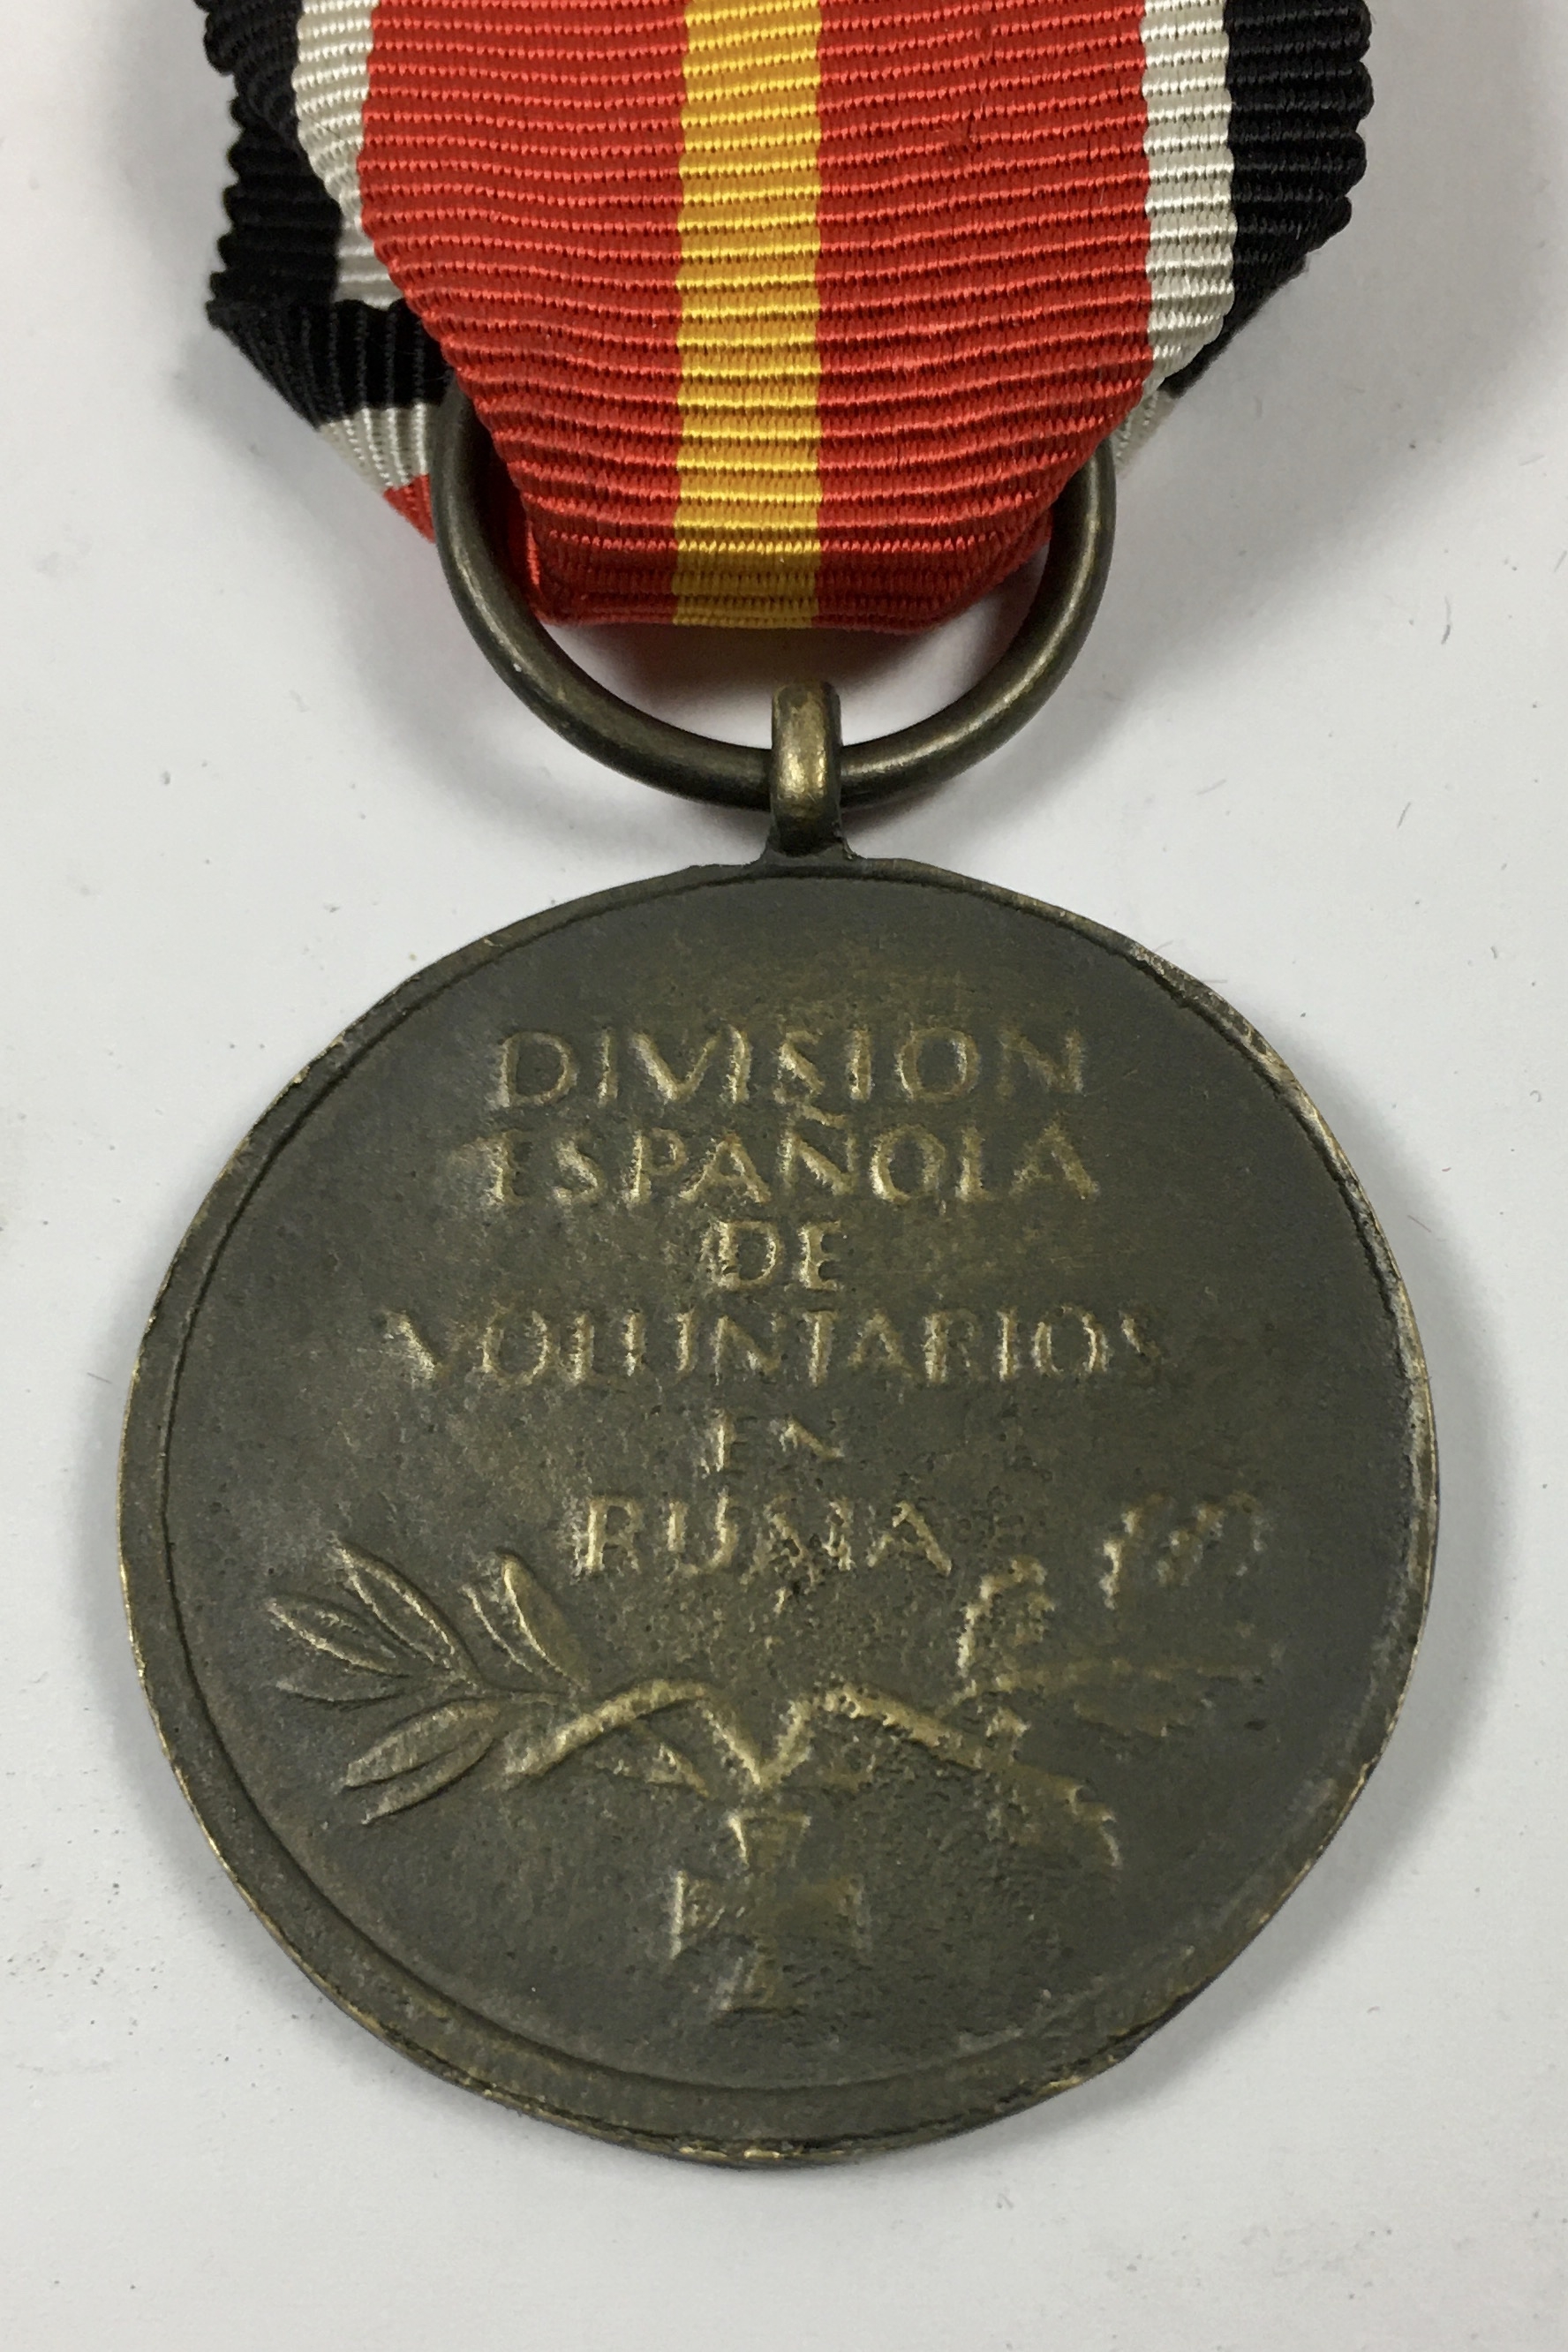 DIVISION
ESPAÑOLA
DE
VOLUNTARIOS
EN
RUSIA